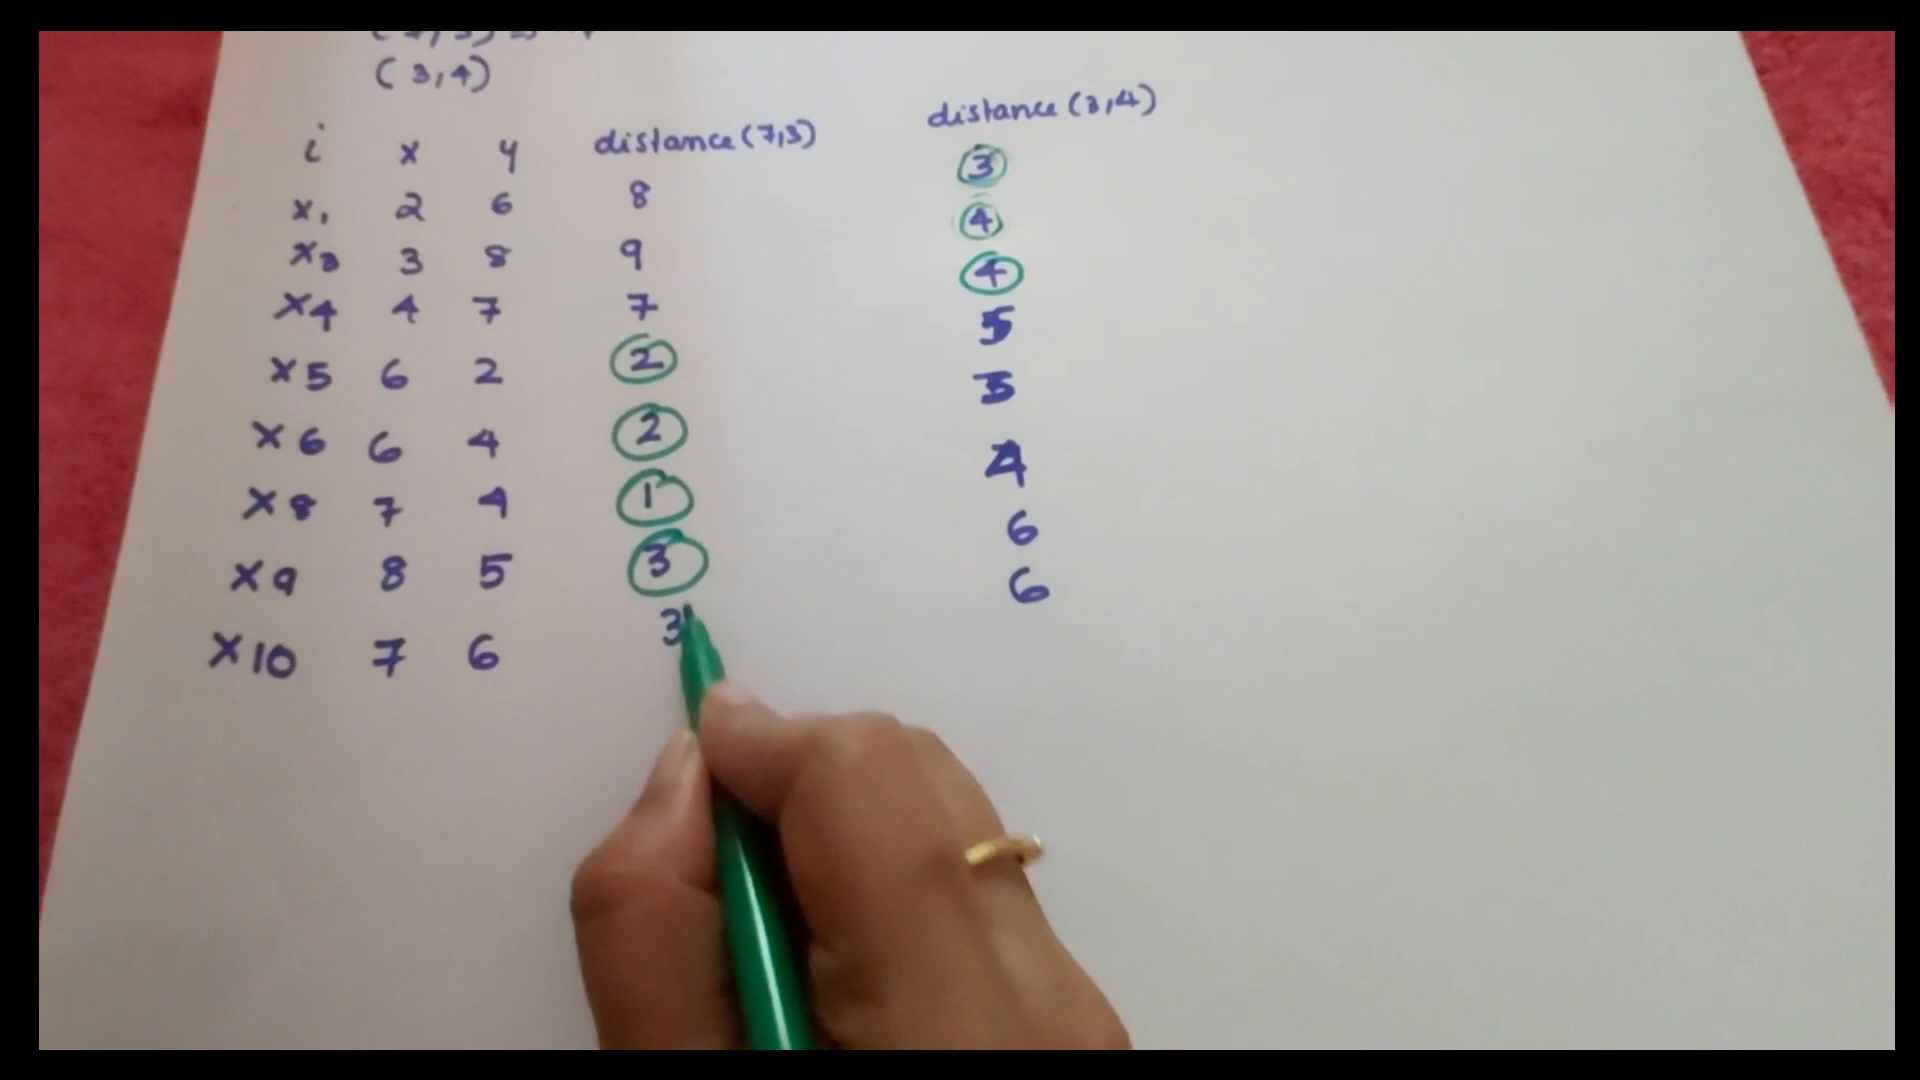 (3,4)
i x y distance(7,3) distance(3,4)
x1 2 6 8 3
x3 3 8 9 4
x4 4 7 7 4
x5 6 2 2 5
x6 6 4 2 3
x8 7 4 1 4
x9 8 5 3 6
x10 7 6 3 6